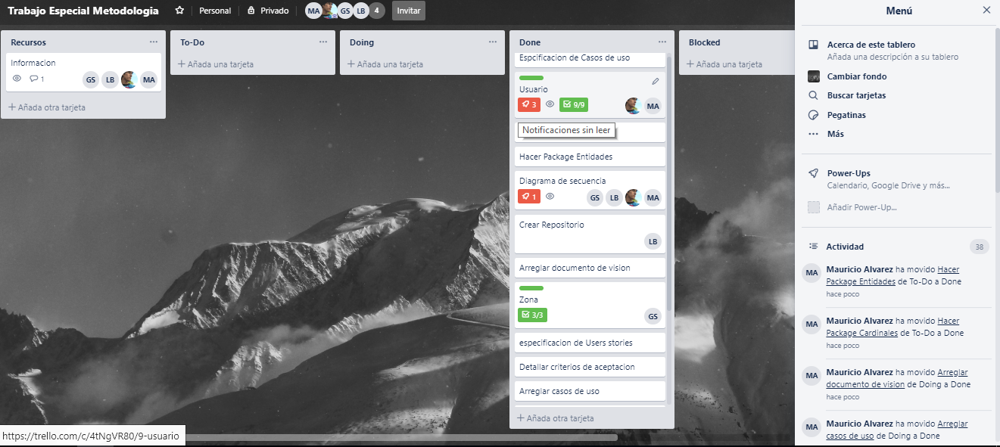 Trabajo Especial Metodologia
Personal
Privado
MA
GS
LB
4
Invitar
Recursos
Informacion
1
GS
LB
MA
Añada otra tarjeta
To-Do
Añada una tarjeta
Doing
Añada una tarjeta
Done
Espcificacion de Casos de uso
Usuario
3
9/9
MA
Notificaciones sin leer
Hacer Package Entidades
Diagrama de secuencia
1
GS
LB
MA
Crear Repositorio
LB
Arreglar documento de vision
Zona
3/3
GS
especificacion de Users stories
Detallar criterios de aceptacion
Arreglar casos de uso
Añada otra tarjeta
Blocked
Añada una tarjeta
Menú
Acerca de este tablero
Añada una descripción a su tablero
Cambiar fondo
Buscar tarjetas
Pegatinas
Más
Power-Ups
Calendario, Google Drive y más...
Añadir Power-Up...
Actividad
38
MA
Mauricio Alvarez ha movido Hacer
Package Entidades de To-Do a Done
hace poco
MA
Mauricio Alvarez ha movido Hacer
Package Cardinales de To-Do a Done
hace poco
MA
Mauricio Alvarez ha movido Arreglar
documento de vision de Doing a Done
hace poco
MA
Mauricio Alvarez ha movido Arreglar
casos de uso de Doing a Done
https://trello.com/c/4tNgVR80/9-usuario